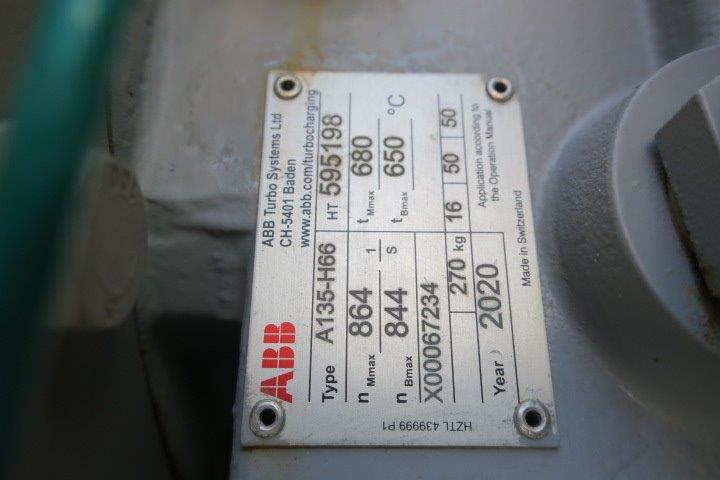 ABB
ABB Turbo Systems Ltd
CH-5401 Baden
www.abb.com/turbocharging
Type A135-H66 HT 595198
n Mmax 864 1/s t Mmax 680 °C
n Bmax 844 t Bmax 650
X00067234
270 kg 16 50 50
Year 2020 Application according to
the Operation Manual
Made in Switzerland
HZTL 439999 P1